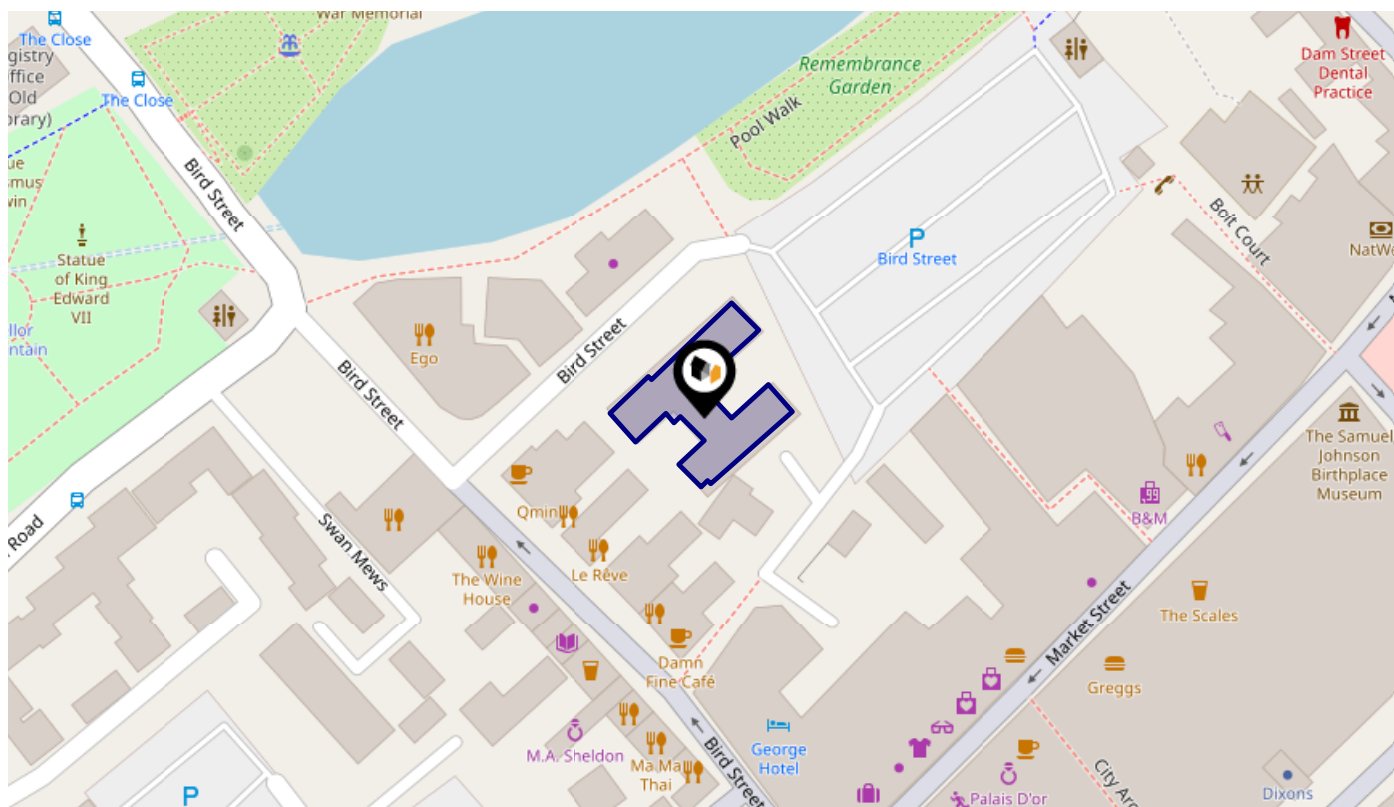 War Memorial
The Close
The Close
Old
Remembrance
Garden
Pool Walk
Dam Street
Dental
Practice
Bird Street
Statue
of King
Edward
VII
P
Bird Street
Boit Court
Ego
Bird Street
Bird Street
The Samuel
Johnson
Birthplace
Museum
Road
Swan Mews
Qmin
Le Rêve
The Wine
House
B&M
The Scales
Market Street
Greggs
Damn
Fine Café
M.A. Sheldon
Ma Ma
Thai
Bird Street
George
Hotel
P
Palais D'or
Dixons